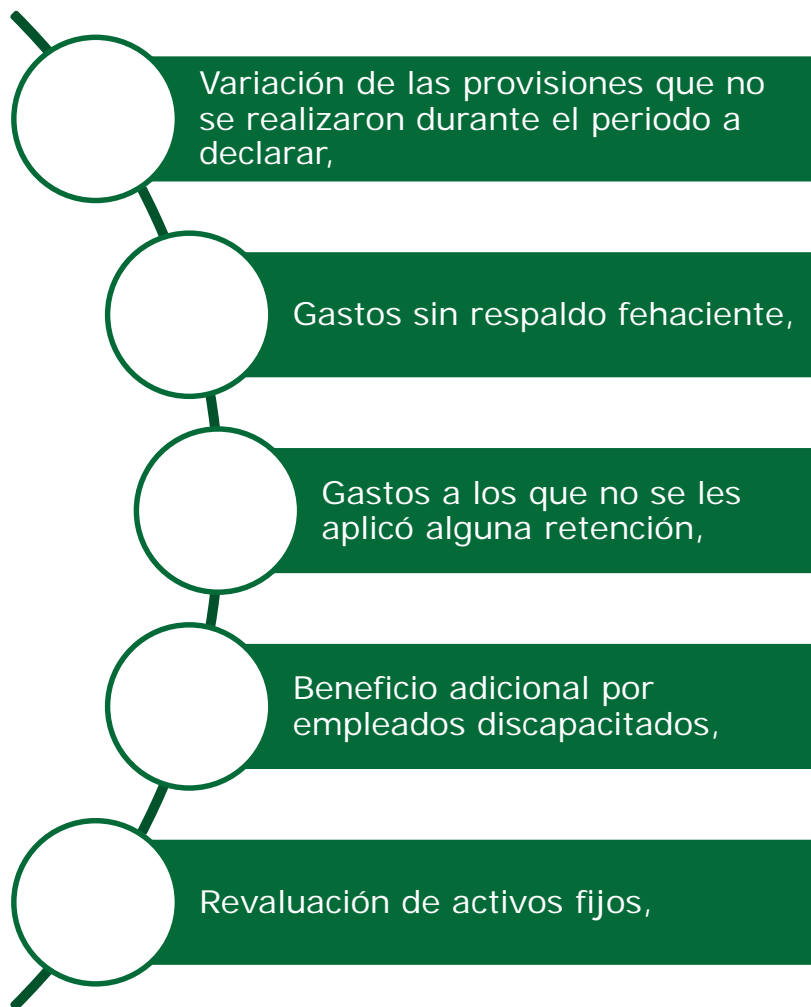 Variación de las provisiones que no
se realizaron durante el periodo a
declarar,
Gastos sin respaldo fehaciente,
Gastos a los que no se les
aplicó alguna retención,
Beneficio adicional por
empleados discapacitados,
Revaluación de activos fijos,